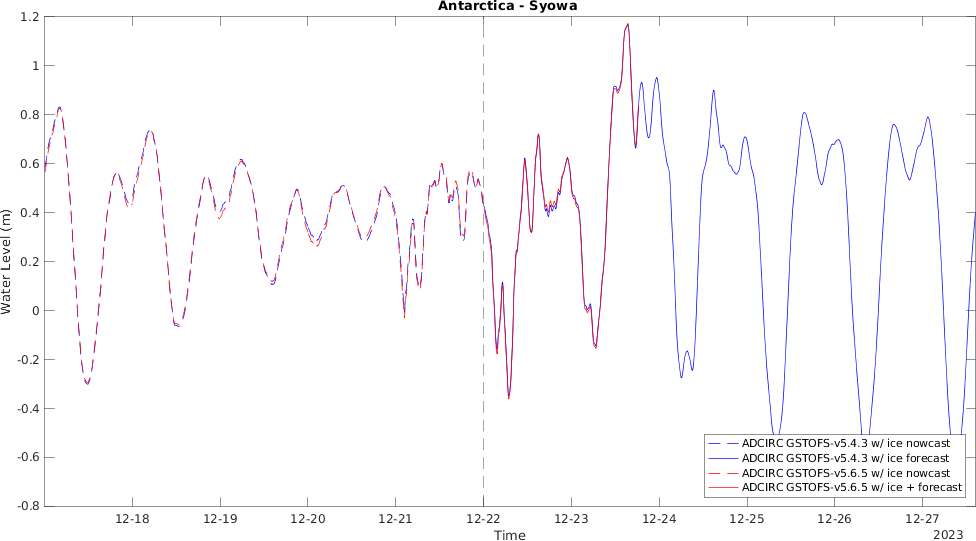 Antarctica - Syowa
1.2
1
0.8
0.6
0.4
0.2
0
-0.2
-0.4
-0.6
-0.8
Water Level (m)
ADCIRC GSTOFS-v5.4.3 w/ ice nowcast
ADCIRC GSTOFS-v5.4.3 w/ ice forecast
ADCIRC GSTOFS-v5.6.5 w/ ice nowcast
ADCIRC GSTOFS-v5.6.5 w/ ice + forecast
12-18 12-19 12-20 12-21 12-22 12-23 12-24 12-25 12-26 12-27
Time
2023